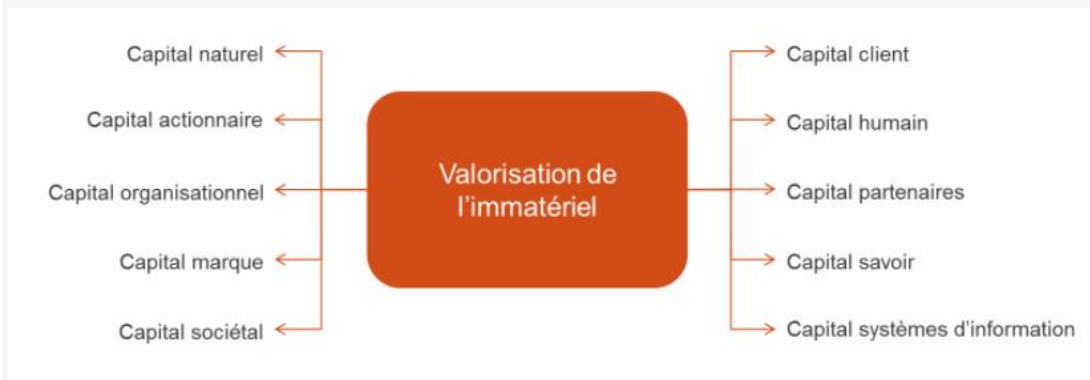 Capital naturel
Capital actionnaire
Capital organisationnel
Capital marque
Capital sociétal
Valorisation de
l'immatériel
Capital client
Capital humain
Capital partenaires
Capital savoir
Capital systèmes d'information